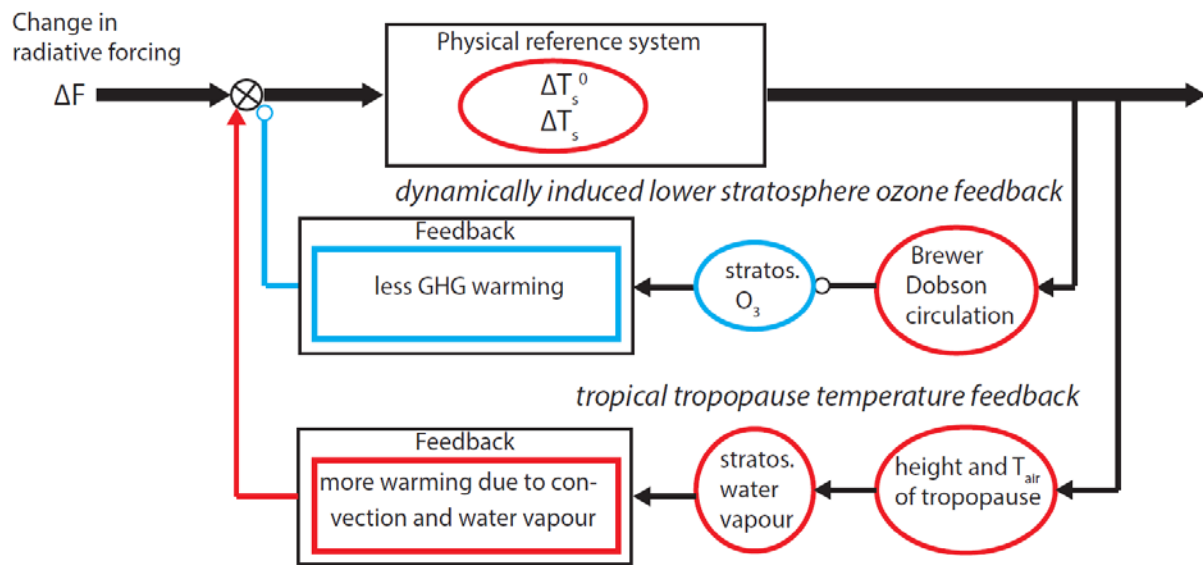 Change in
radiative forcing
ΔF
Physical reference system
ΔTₛ⁰
ΔTₛ
dynamically induced lower stratosphere ozone feedback
Feedback
less GHG warming
stratos.
O₃
Brewer
Dobson
circulation
tropical tropopause temperature feedback
Feedback
more warming due to con-
vection and water vapour
stratos.
water
vapour
height and Tair
of tropopause